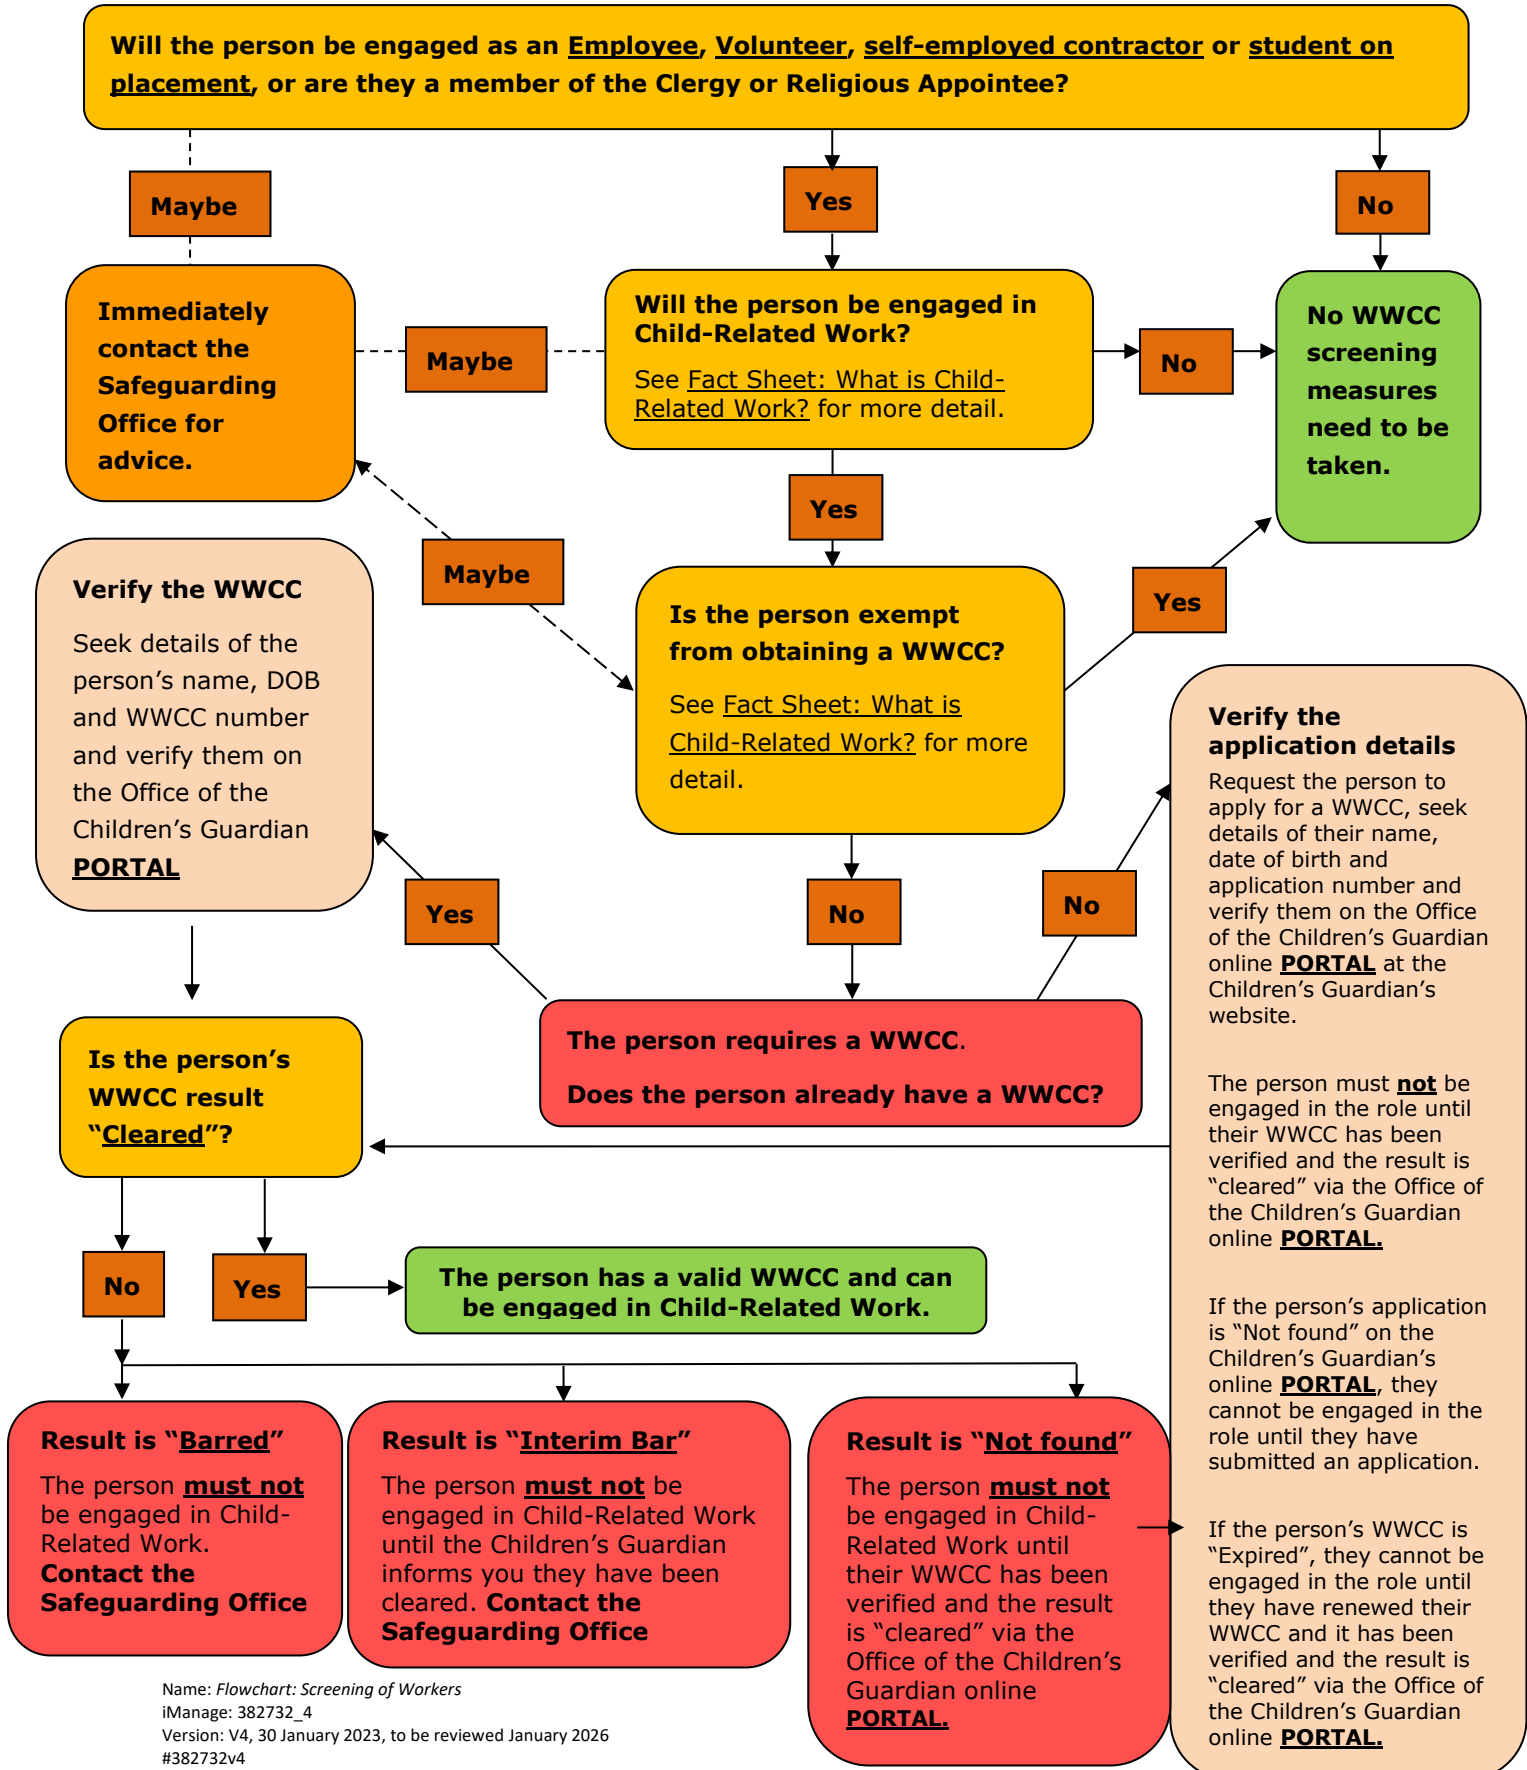 Will the person be engaged as an Employee, Volunteer, self-employed contractor or student on
placement, or are they a member of the Clergy or Religious Appointee?
Maybe
Yes
No
Immediately
contact the
Safeguarding
Office for
advice.
Maybe
Will the person be engaged in
Child-Related Work?
See Fact Sheet: What is Child-
Related Work? for more detail.
No
No WWCC
screening
measures
need to be
taken.
Yes
Maybe
Yes
Is the person exempt
from obtaining a WWCC?
See Fact Sheet: What is
Child-Related Work? for more
detail.
Verify the WWCC
Seek details of the
person's name, DOB
and WWCC number
and verify them on
the Office of the
Children's Guardian
PORTAL
Yes
No
No
Verify the
application details
Request the person to
apply for a WWCC, seek
details of their name,
date of birth and
application number and
verify them on the Office
of the Children's Guardian
online PORTAL at the
Children's Guardian's
website.
The person must not be
engaged in the role until
their WWCC has been
verified and the result is
“cleared” via the Office of
the Children's Guardian
online PORTAL.
If the person's application
is “Not found” on the
Children's Guardian's
online PORTAL, they
cannot be engaged in the
role until they have
submitted an application.
If the person's WWCC is
“Expired”, they cannot be
engaged in the role until
they have renewed their
WWCC and it has been
verified and the result is
“cleared” via the Office of
the Children's Guardian
online PORTAL.
The person requires a WWCC.
Does the person already have a WWCC?
Is the person's
WWCC result
“Cleared”?
No
Yes
The person has a valid WWCC and can
be engaged in Child-Related Work.
Result is “Barred”
The person must not
be engaged in Child-
Related Work.
Contact the
Safeguarding Office
Result is “Interim Bar”
The person must not be
engaged in Child-Related Work
until the Children's Guardian
informs you they have been
cleared. Contact the
Safeguarding Office
Result is “Not found”
The person must not
be engaged in Child-
Related Work until
their WWCC has been
verified and the result
is “cleared” via the
Office of the Children's
Guardian online
PORTAL.
Name: Flowchart: Screening of Workers
iManage: 382732_4
Version: V4, 30 January 2023, to be reviewed January 2026
#382732v4